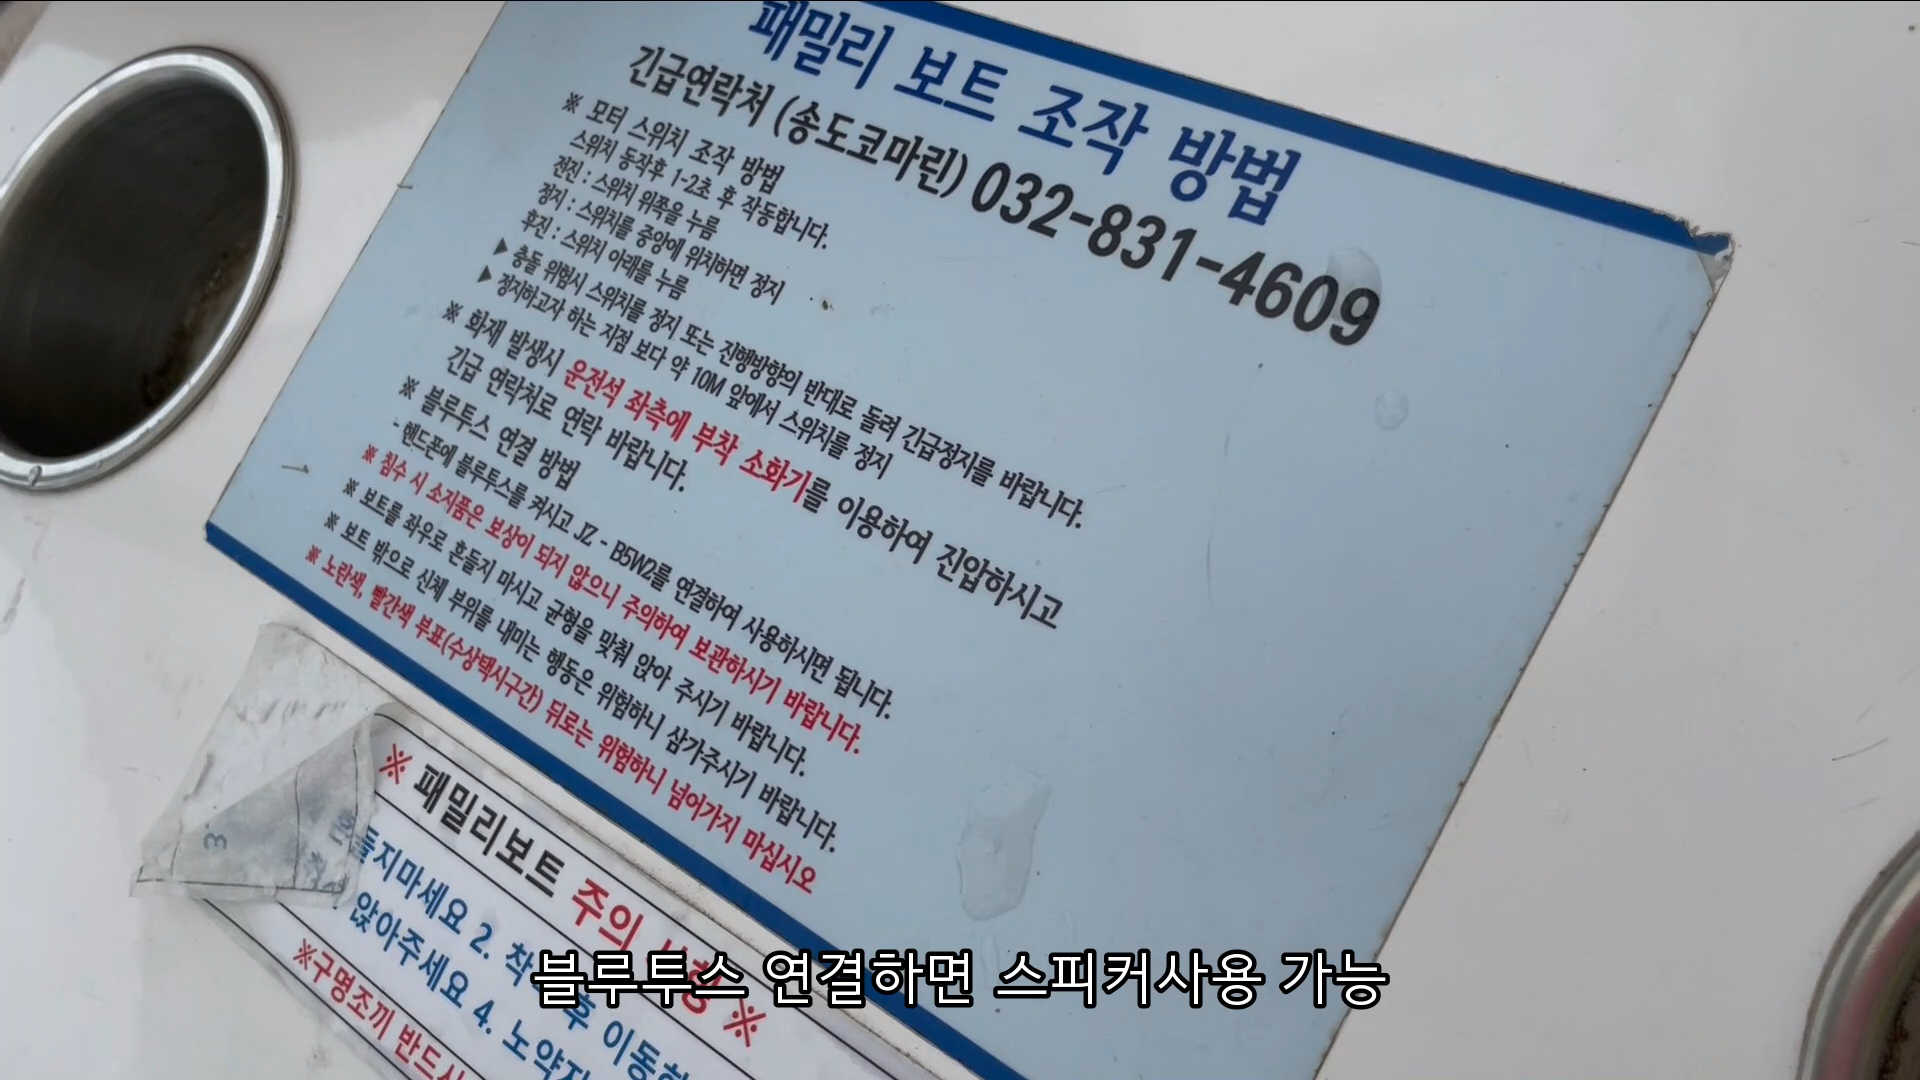 패밀리 보트 조작 방법
긴급연락처 (송도코마린) 032-831-4609
※ 모터 스위치 조작 방법
스위치 동작후 1-2초 후 작동합니다.
전진 : 스위치 위쪽을 누름
정지 : 스위치를 중앙에 위치하면 정지
후진 : 스위치 아래를 누름
▶ 충돌 위험시 스위치를 정지 또는 진행방향의 반대로 돌려 긴급정지를 바랍니다.
▶ 정지하고자 하는 지점 보다 약 10M 앞에서 스위치를 정지
※ 화재 발생시 운전석 좌측에 부착 소화기를 이용하여 진압하시고
긴급 연락처로 연락 바랍니다.
※ 블루투스 연결 방법
- 핸드폰에 블루투스를 켜시고 JZ - B5W2를 연결하여 사용하시면 됩니다.
※ 침수 시 소지품은 보상이 되지 않으니 주의하여 보관하시기 바랍니다.
※ 보트를 좌우로 흔들지 마시고 균형을 맞춰 앉아 주시기 바랍니다.
※ 보트 밖으로 신체 부위를 내미는 행동은 위험하니 삼가주시기 바랍니다.
※ 노란색, 빨간색 부표(수상택시구간) 뒤로는 위험하니 넘어가지 마십시오
※ 패밀리보트 주의 ※
들지마세요 2. 후 이동
앉아주세요 4. 노약자
※구명조끼 반드시
블루투스 연결하면 스피커사용 가능